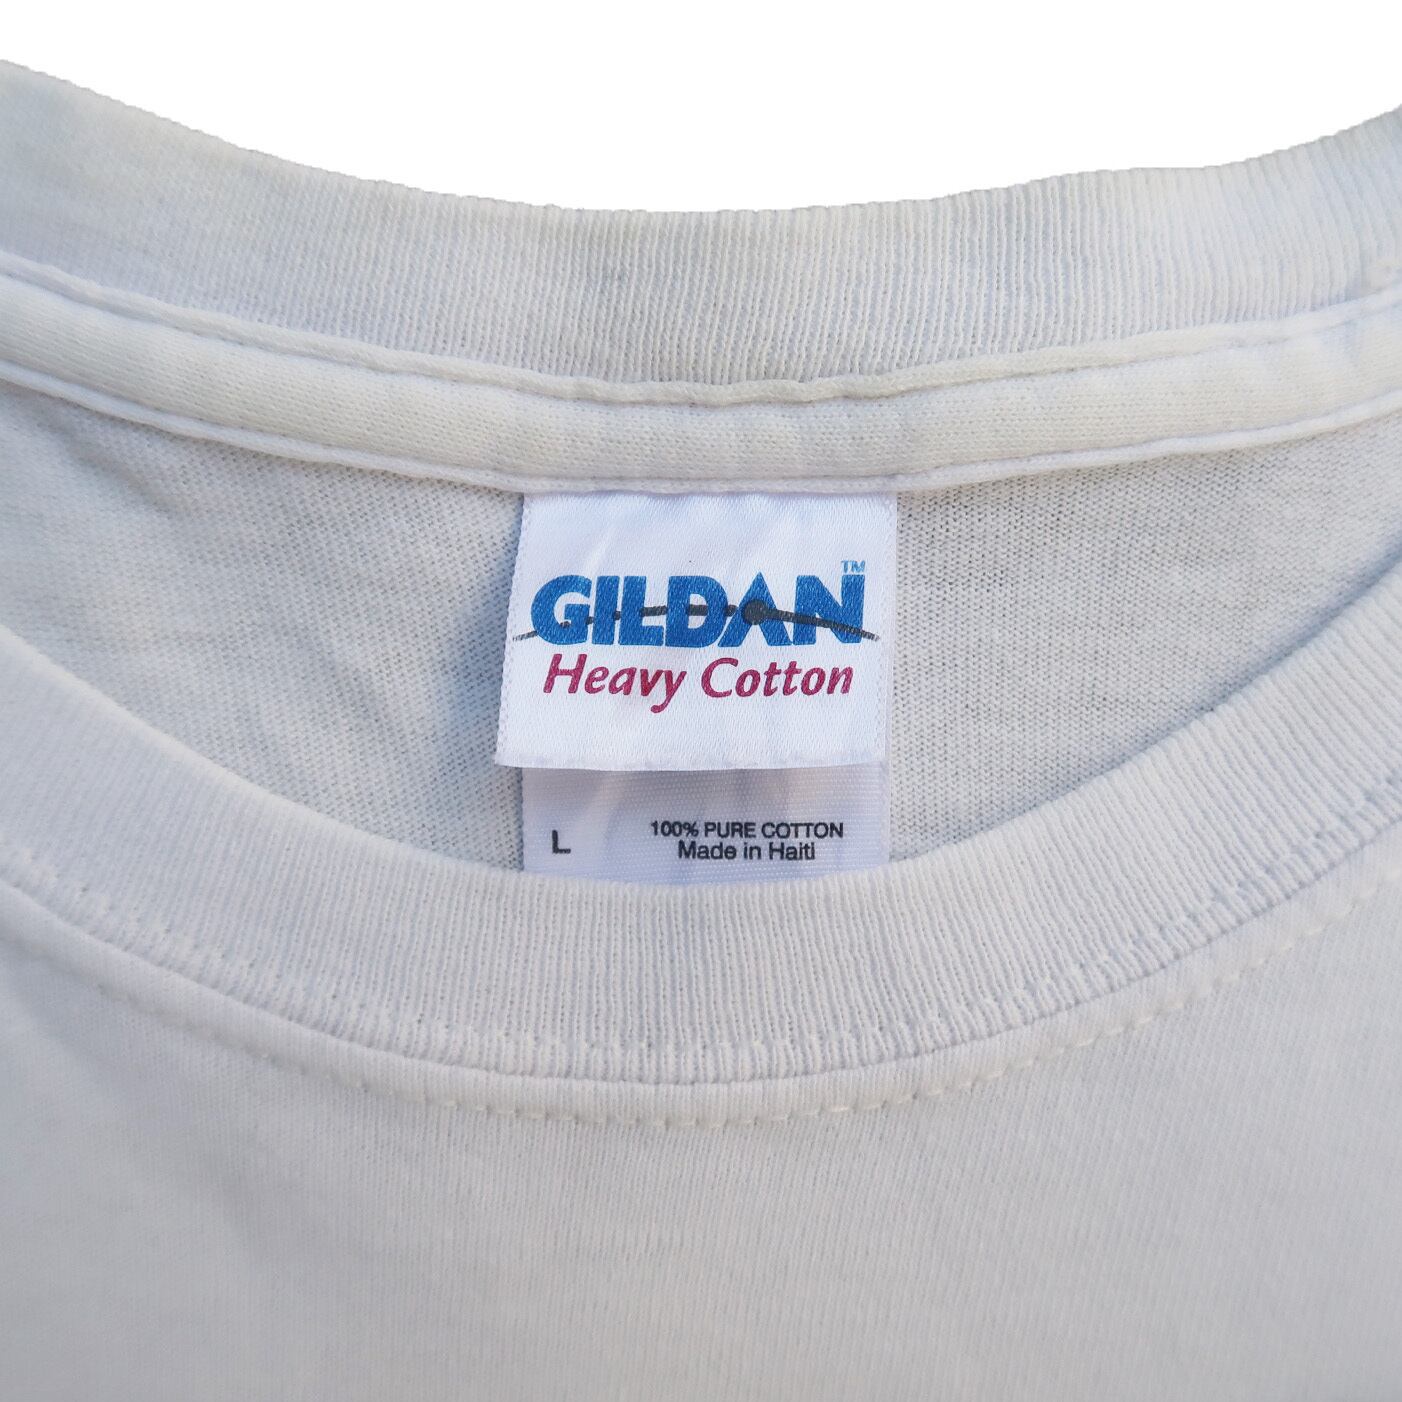 GILDAN™
Heavy Cotton
L 100% PURE COTTON
Made in Haiti